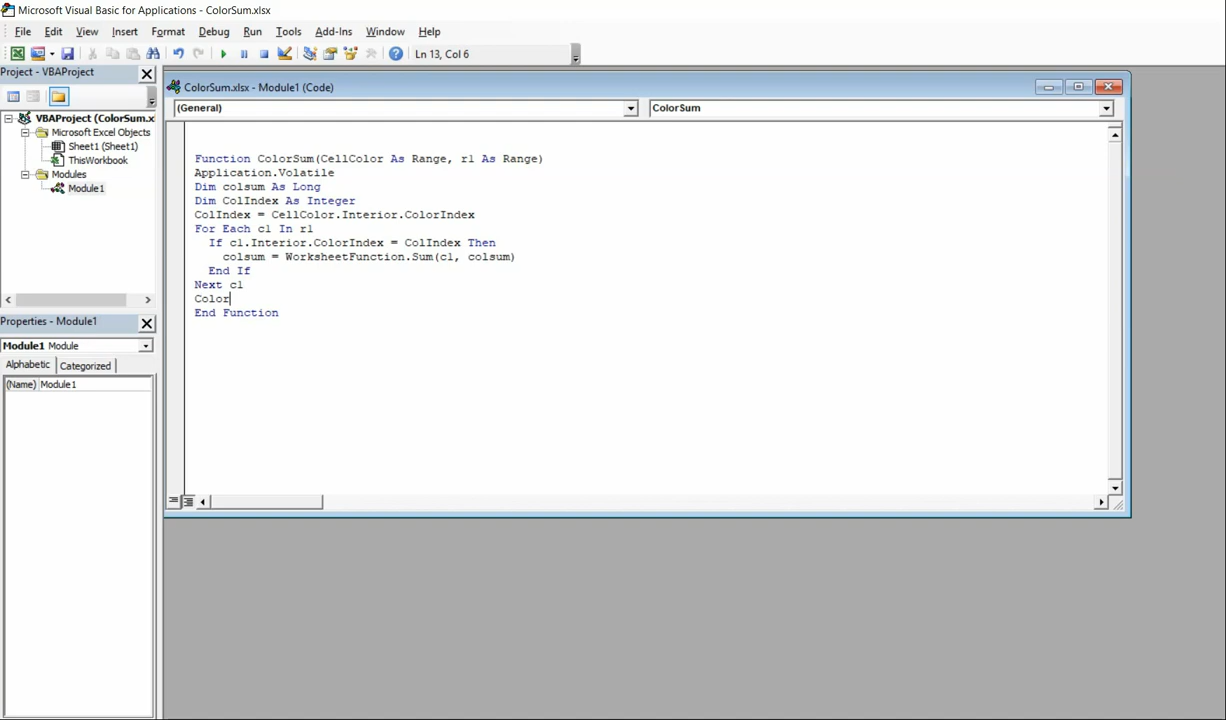 Microsoft Visual Basic for Applications - ColorSum.xlsx
File Edit View Insert Format Debug Run Tools Add-Ins Window Help
Ln 13, Col 6
Project - VBAProject
VBAProject (ColorSum.x
Microsoft Excel Objects
Sheet1 (Sheet1)
ThisWorkbook
Modules
Module1
Properties - Module1
Module1 Module
Alphabetic Categorized
(Name) Module1
ColorSum.xlsx - Module1 (Code)
(General) ColorSum
Function ColorSum(CellColor As Range, r1 As Range)
Application.Volatile
Dim colsum As Long
Dim ColIndex As Integer
ColIndex = CellColor.Interior.ColorIndex
For Each c1 In r1
If c1.Interior.ColorIndex = ColIndex Then
colsum = WorksheetFunction.Sum(c1, colsum)
End If
Next c1
Color
End Function